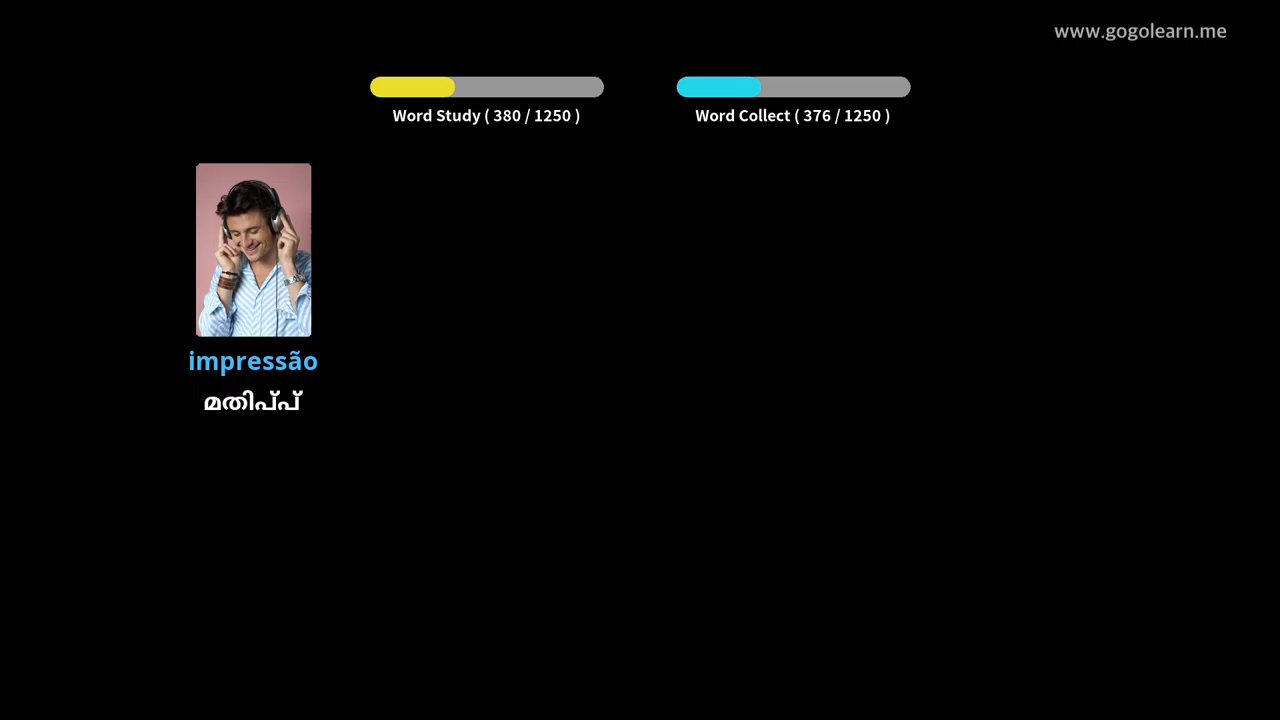 www.gogolearn.me
Word Study ( 380 / 1250 )
Word Collect ( 376 / 1250 )
impressão
മതിപ്പ്